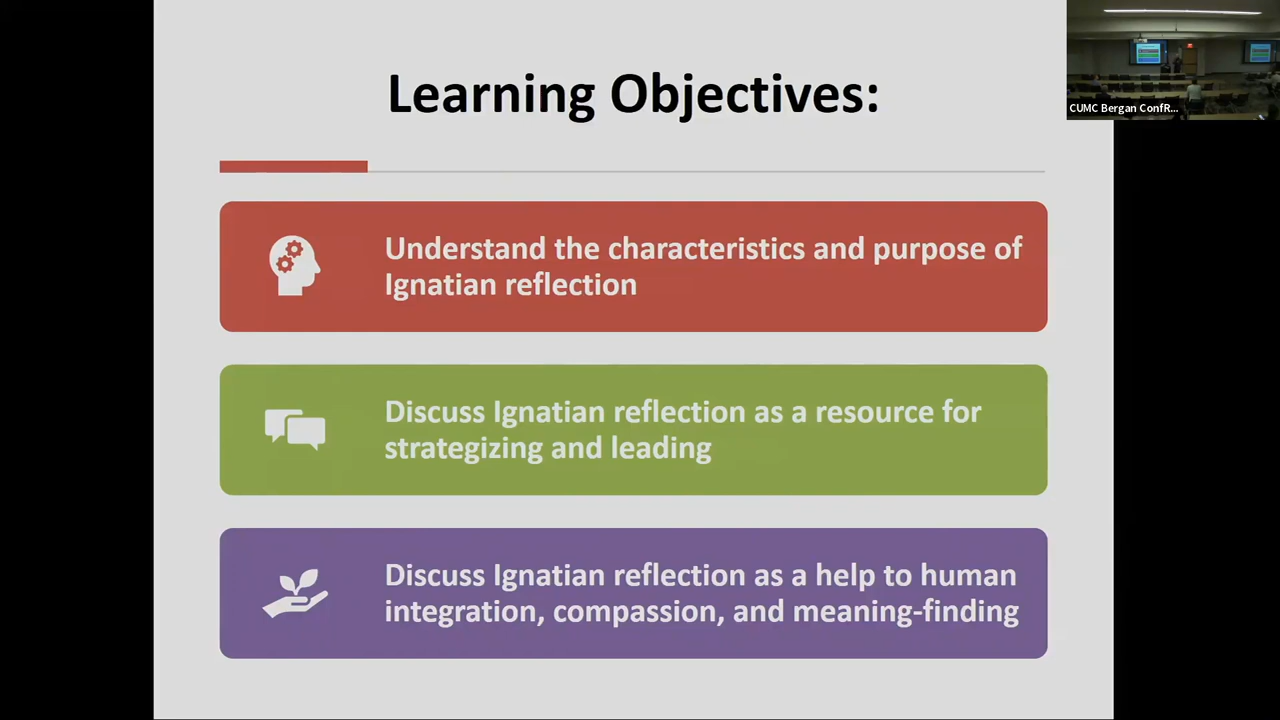 Learning Objectives:
CUMC Bergan ConfR...
Understand the characteristics and purpose of
Ignatian reflection
Discuss Ignatian reflection as a resource for
strategizing and leading
Discuss Ignatian reflection as a help to human
integration, compassion, and meaning-finding